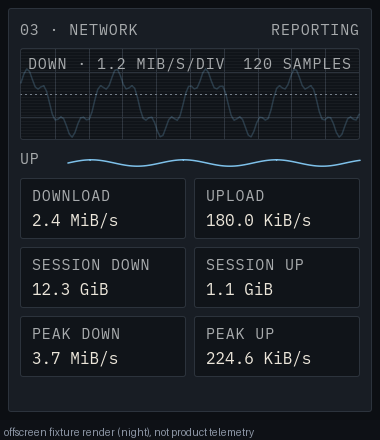 03 · NETWORK REPORTING
DOWN · 1.2 MIB/S/DIV 120 SAMPLES
UP
DOWNLOAD UPLOAD
2.4 MiB/s 180.0 KiB/s
SESSION DOWN SESSION UP
12.3 GiB 1.1 GiB
PEAK DOWN PEAK UP
3.7 MiB/s 224.6 KiB/s
offscreen fixture render (night), not product telemetry